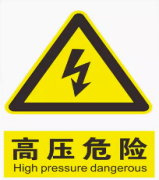 高压危险
High pressure dangerous